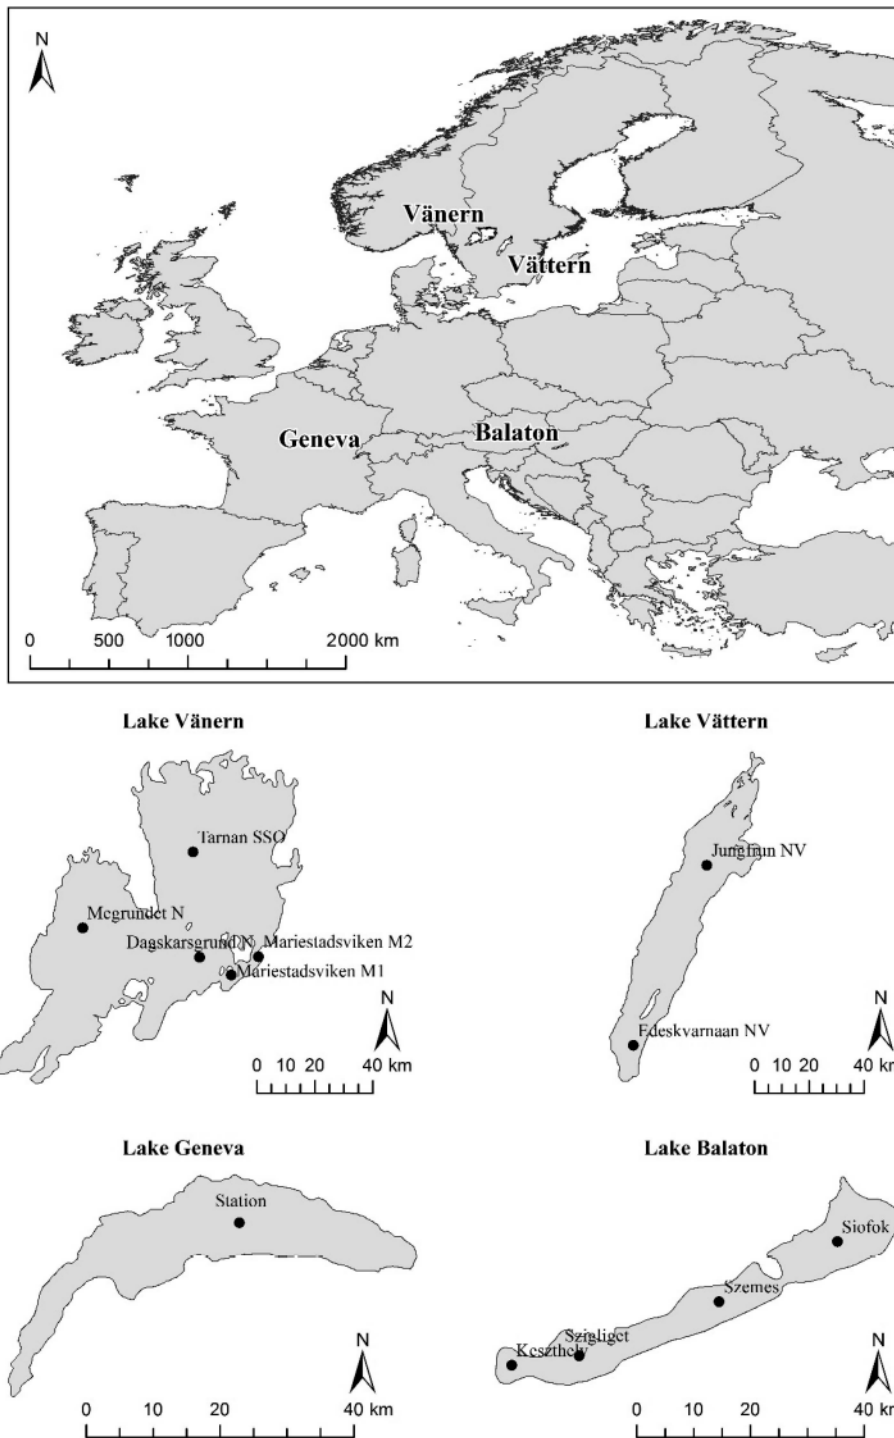 N
Vänern
Vättern
Geneva
Balaton
0 500 1000 2000 km
Lake Vänern
Lake Vättern
Tarnan SSO
Megrundet N
Dagskarsgrund N
Mariestadsviken M2
Mariestadsviken M1
N
0 10 20 40 km
Jungfrun NV
Edeskvarnaan NV
N
0 10 20 40 km
Lake Geneva
Lake Balaton
Station
N
0 10 20 40 km
Siofok
Szemes
Szigliget
Keszthely
N
0 10 20 40 km